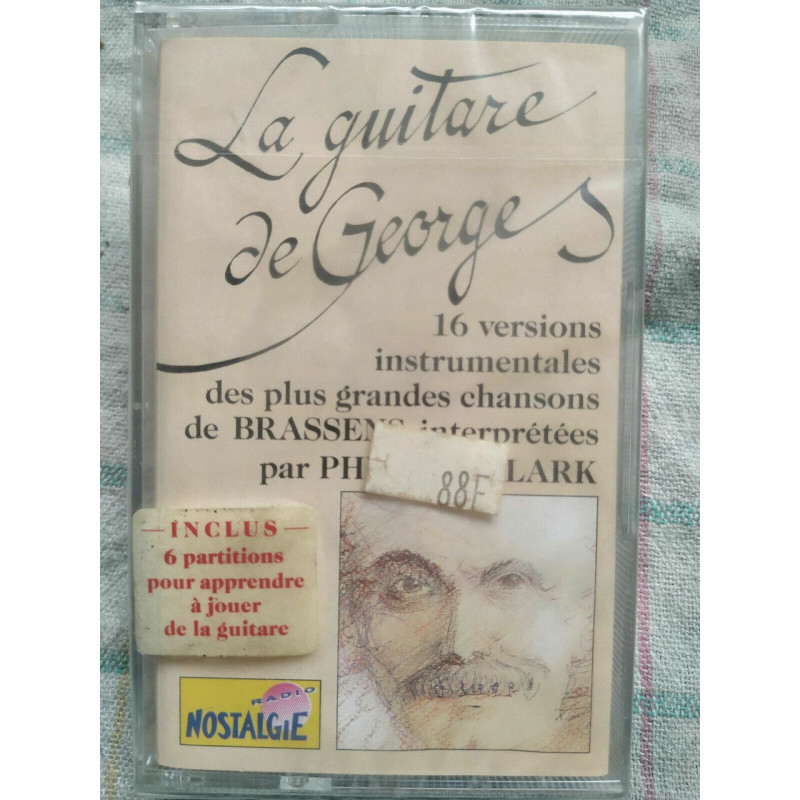 La guitare
de Georges
16 versions
instrumentales
des plus grandes chansons
de BRASSENS interprétées
par PH LARK
88F
INCLUS
6 partitions
pour apprendre
à jouer
de la guitare
RADIO
NOSTALGIE